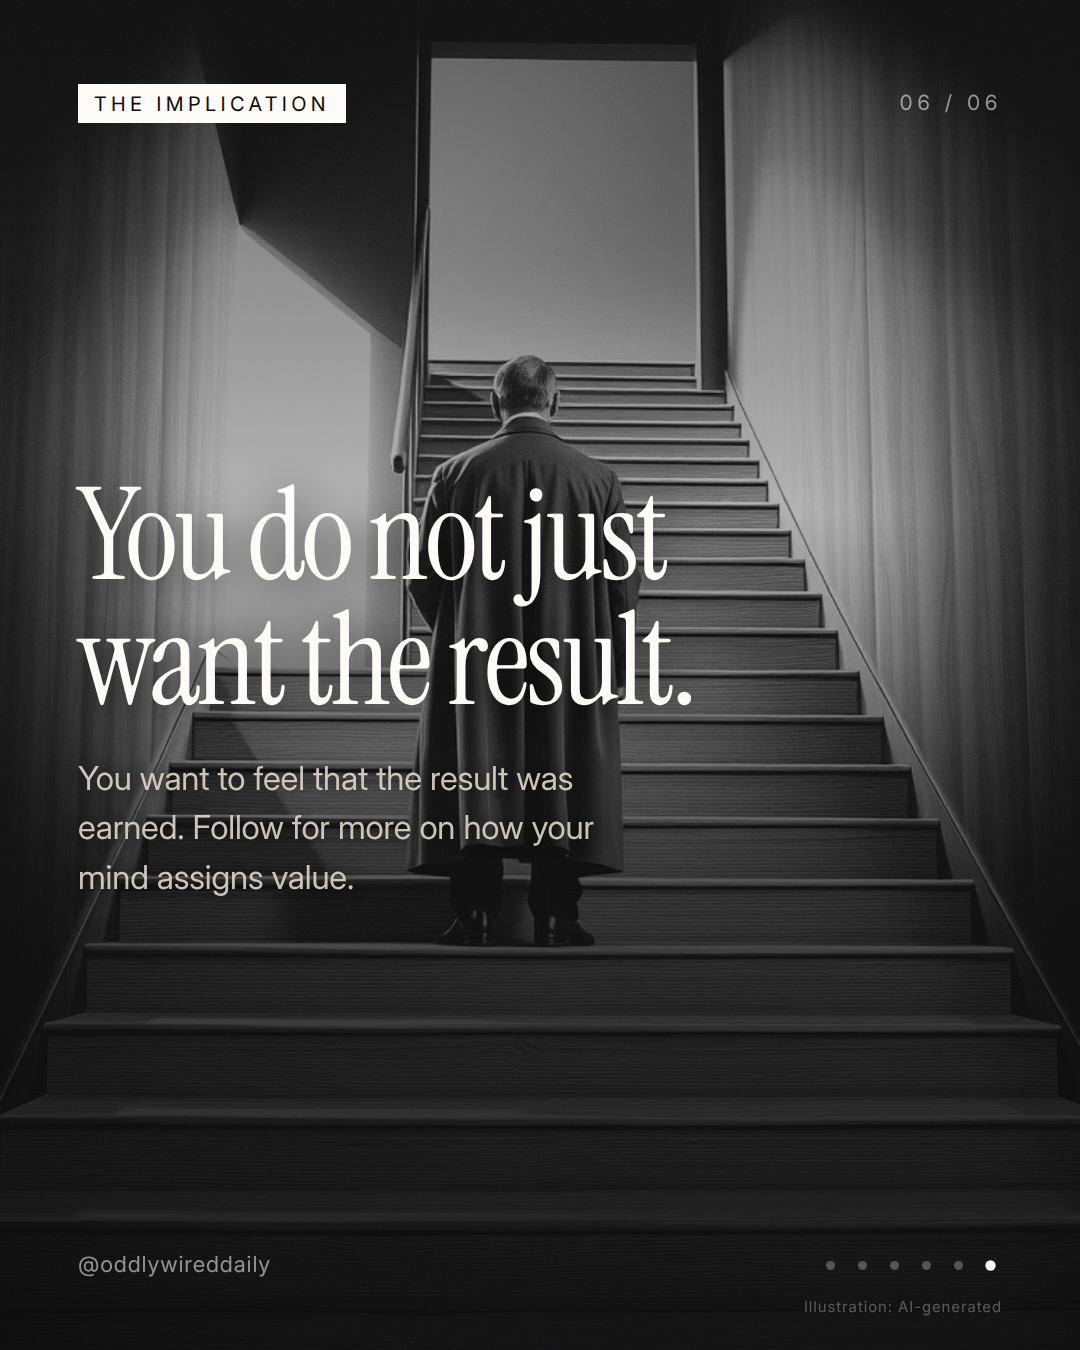 THE IMPLICATION
06 / 06
You do not just
want the result.
You want to feel that the result was
earned. Follow for more on how your
mind assigns value.
@oddlywireddaily
Illustration: AI-generated